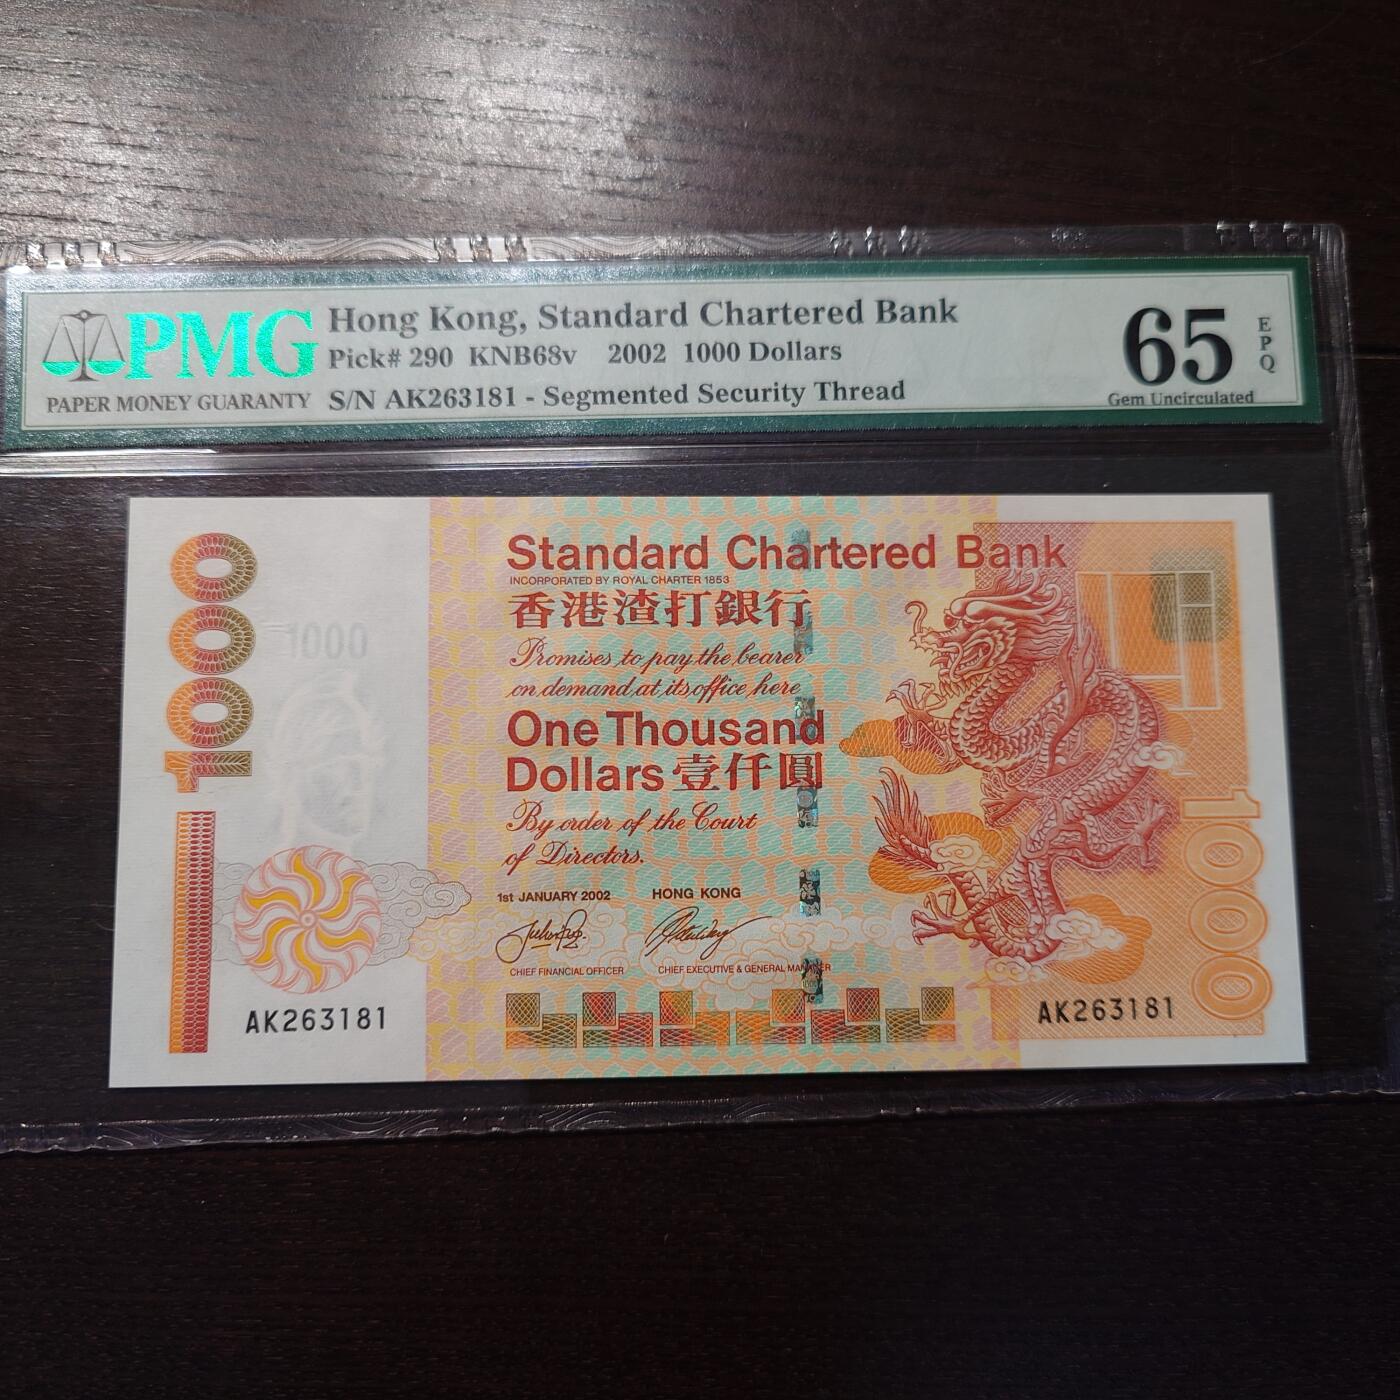 PMG
PAPER MONEY GUARANTY
Hong Kong, Standard Chartered Bank
Pick# 290 KNB68v 2002 1000 Dollars
S/N AK263181 - Segmented Security Thread
65
EPQ
Gem Uncirculated
1000
1000
Standard Chartered Bank
INCORPORATED BY ROYAL CHARTER 1853
香港渣打銀行
Promises to pay the bearer
on demand at its office here
One Thousand
Dollars 壹仟圓
By order of the Court
of Directors.
1st JANUARY 2002 HONG KONG
CHIEF FINANCIAL OFFICER CHIEF EXECUTIVE & GENERAL MANAGER
AK263181
AK263181
1000